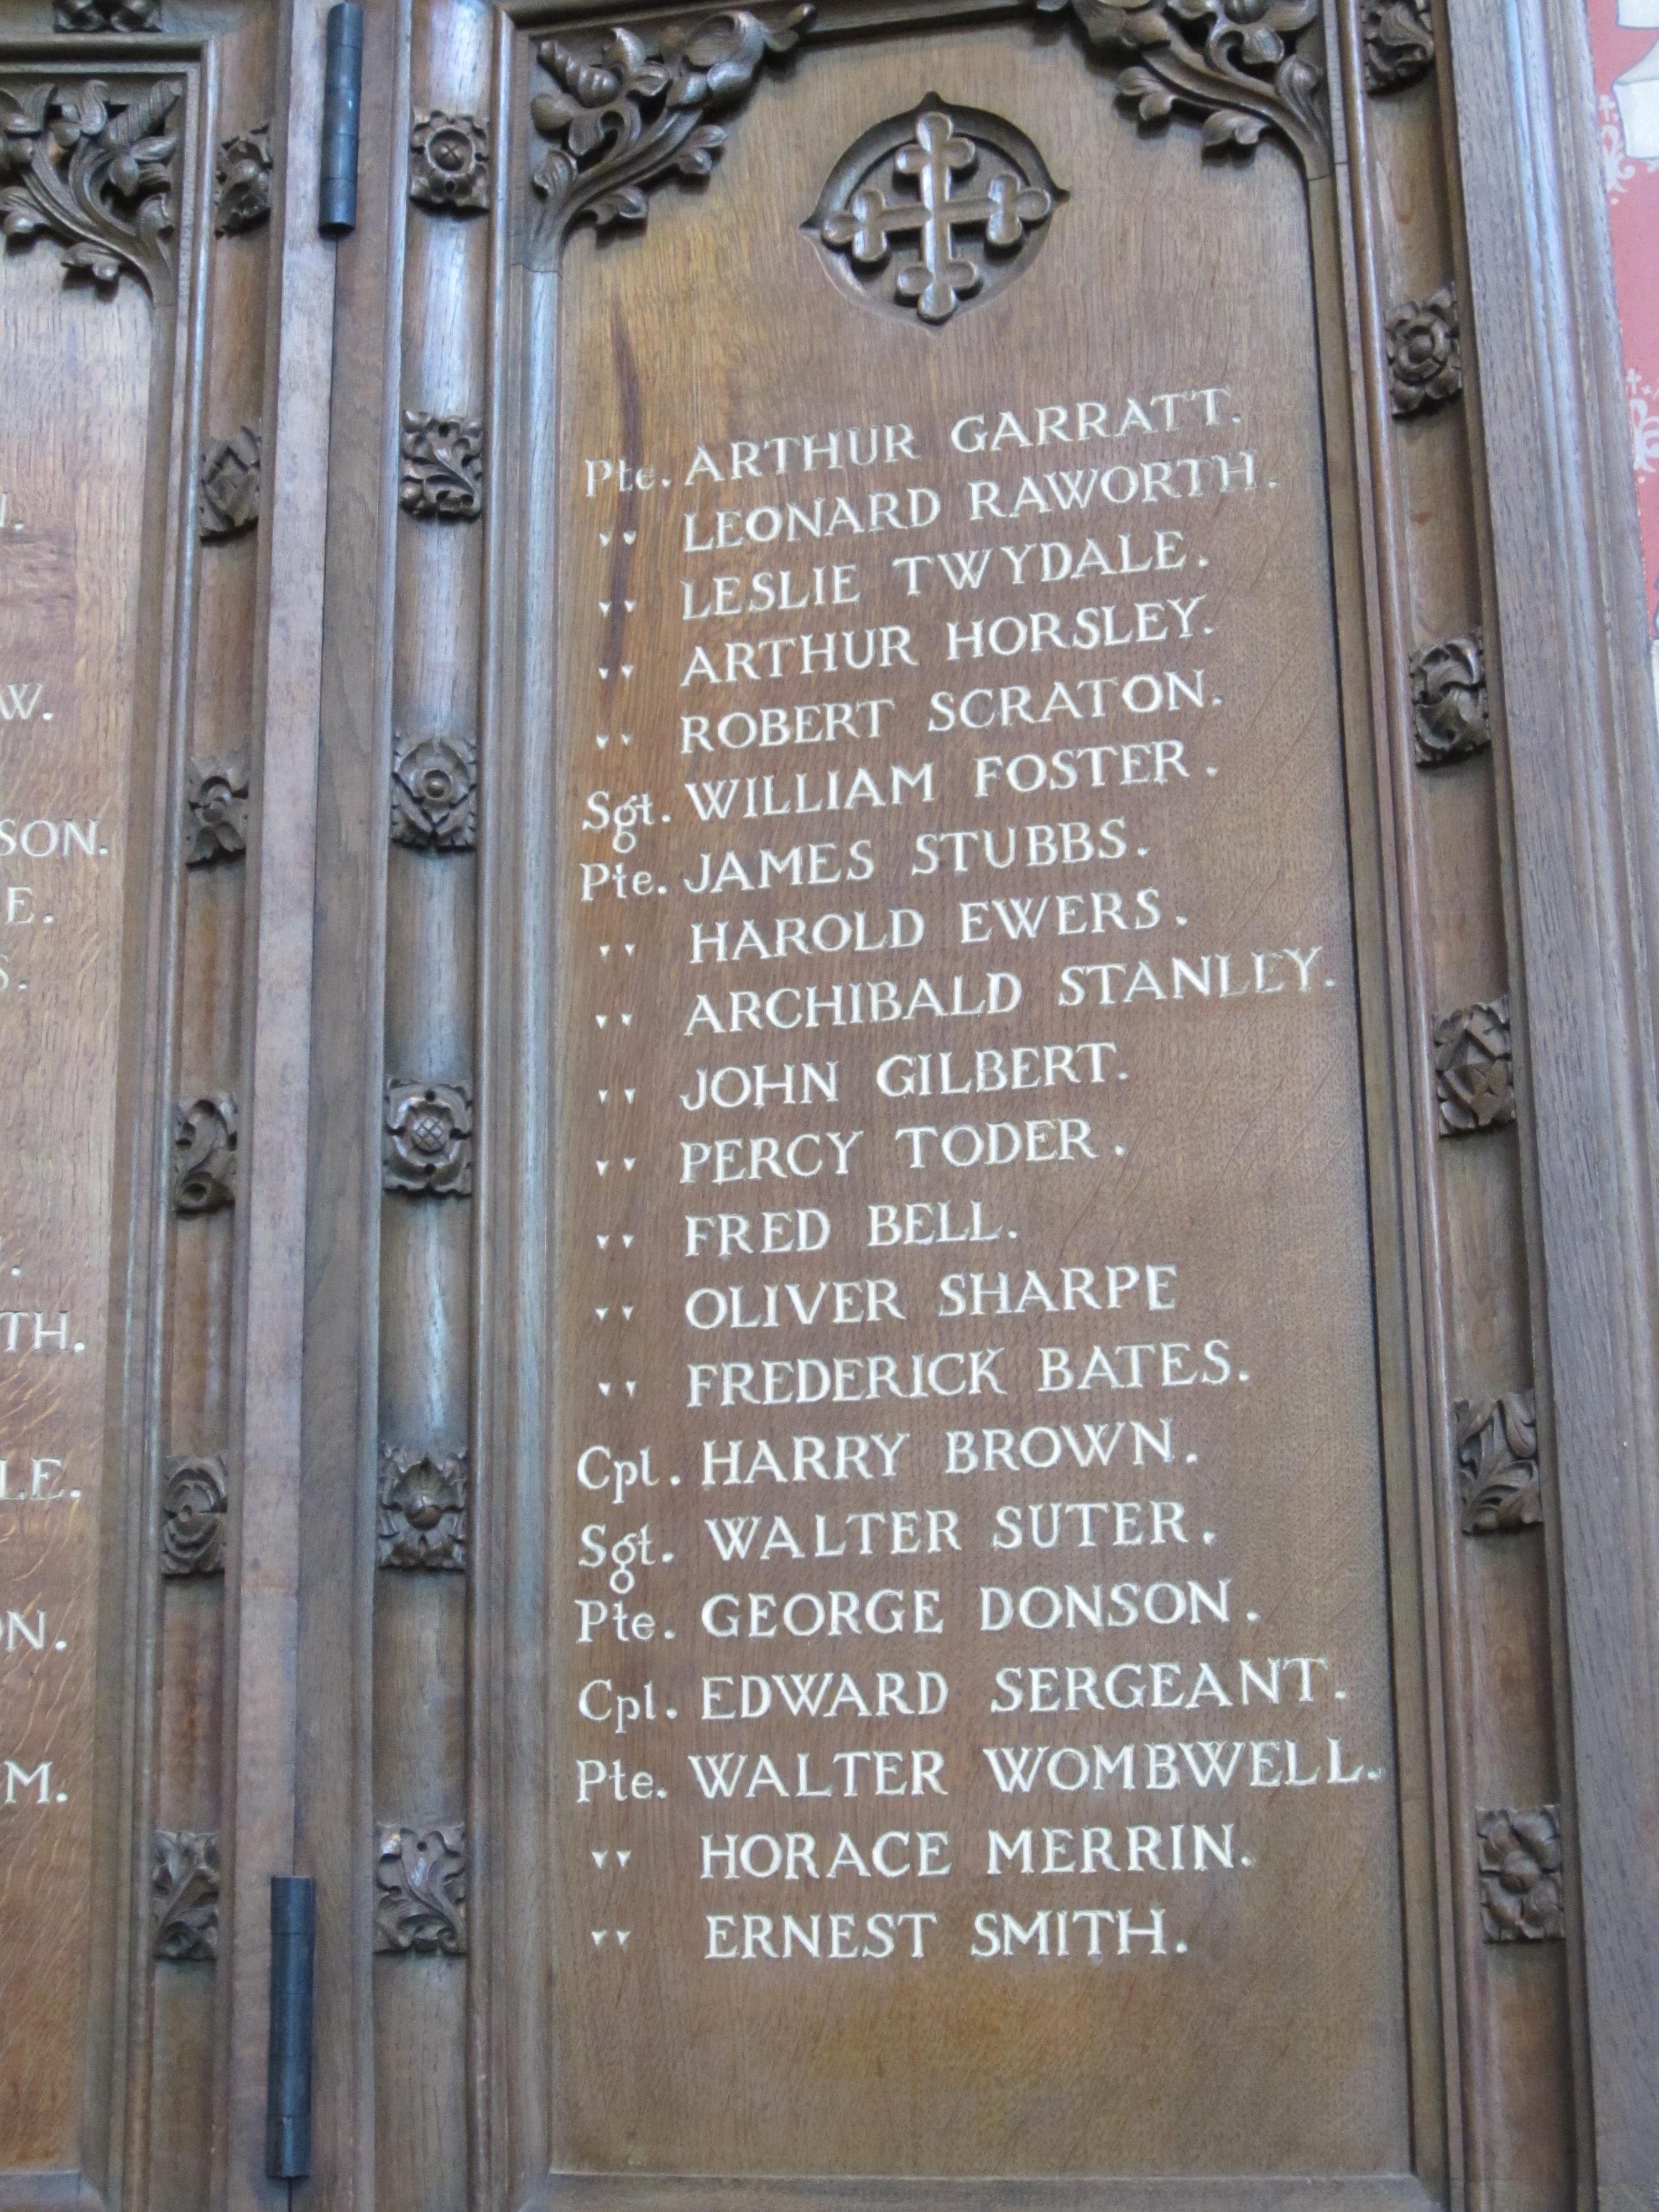 Pte. ARTHUR GARRATT.
,, LEONARD RAWORTH.
,, LESLIE TWYDALE.
,, ARTHUR HORSLEY.
,, ROBERT SCRATON.
Sgt. WILLIAM FOSTER.
Pte. JAMES STUBBS.
,, HAROLD EWERS.
,, ARCHIBALD STANLEY.
,, JOHN GILBERT.
,, PERCY TODER.
,, FRED BELL.
,, OLIVER SHARPE
,, FREDERICK BATES.
Cpl. HARRY BROWN.
Sgt. WALTER SUTER.
Pte. GEORGE DONSON.
Cpl. EDWARD SERGEANT.
Pte. WALTER WOMBWELL.
,, HORACE MERRIN.
,, ERNEST SMITH.